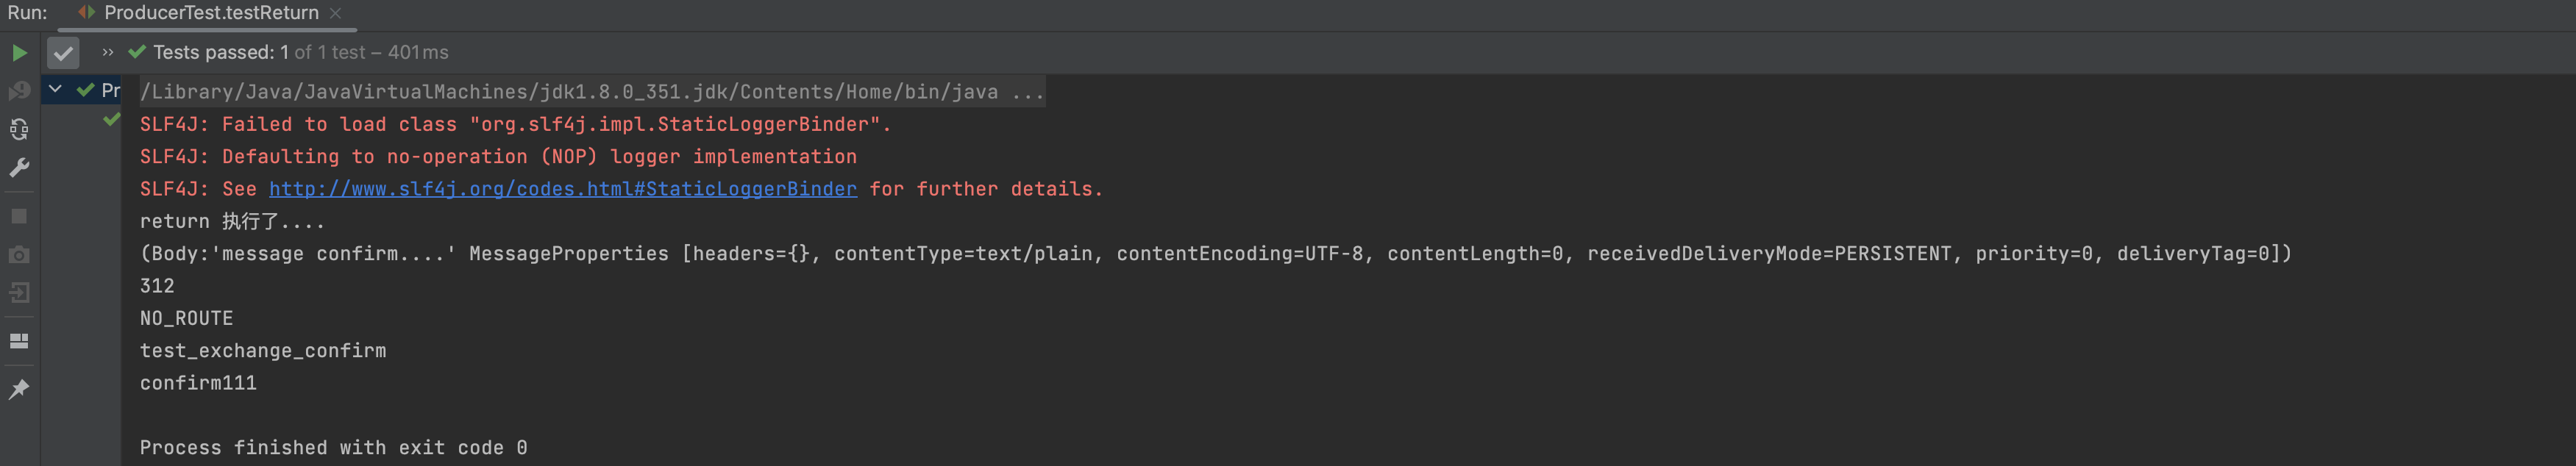 Run: ProducerTest.testReturn
Tests passed: 1 of 1 test – 401 ms
Pr
/Library/Java/JavaVirtualMachines/jdk1.8.0_351.jdk/Contents/Home/bin/java ...
SLF4J: Failed to load class "org.slf4j.impl.StaticLoggerBinder".
SLF4J: Defaulting to no-operation (NOP) logger implementation
SLF4J: See http://www.slf4j.org/codes.html#StaticLoggerBinder for further details.
return 执行了....
(Body:'message confirm....' MessageProperties [headers={}, contentType=text/plain, contentEncoding=UTF-8, contentLength=0, receivedDeliveryMode=PERSISTENT, priority=0, deliveryTag=0])
312
NO_ROUTE
test_exchange_confirm
confirm111
Process finished with exit code 0